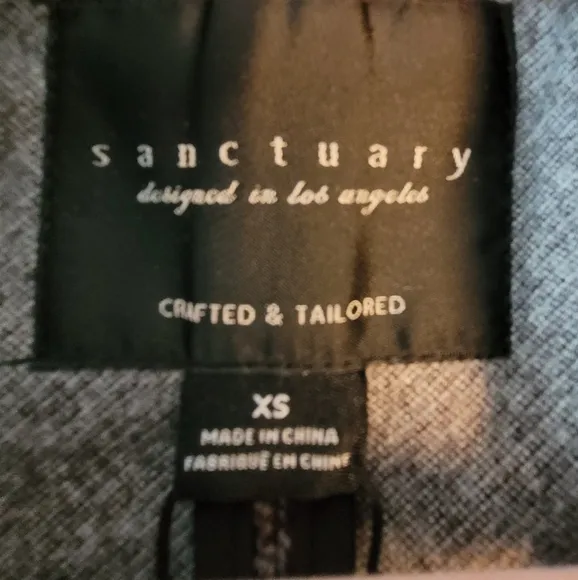 sanctuary
designed in los angeles
CRAFTED & TAILORED
XS
MADE IN CHINA
FABRIQUÉ EN CHINE